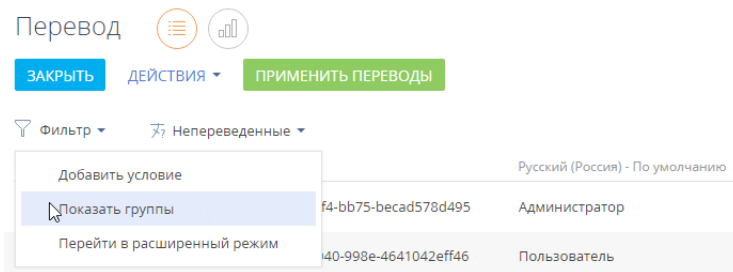 Перевод
ЗАКРЫТЬ ДЕЙСТВИЯ ПРИМЕНИТЬ ПЕРЕВОДЫ
Фильтр Непереведенные
Добавить условие
Русский (Россия) - По умолчанию
Показать группы
f4-bb75-becad578d495 Администратор
Перейти в расширенный режим
040-998e-4641042eff46 Пользователь